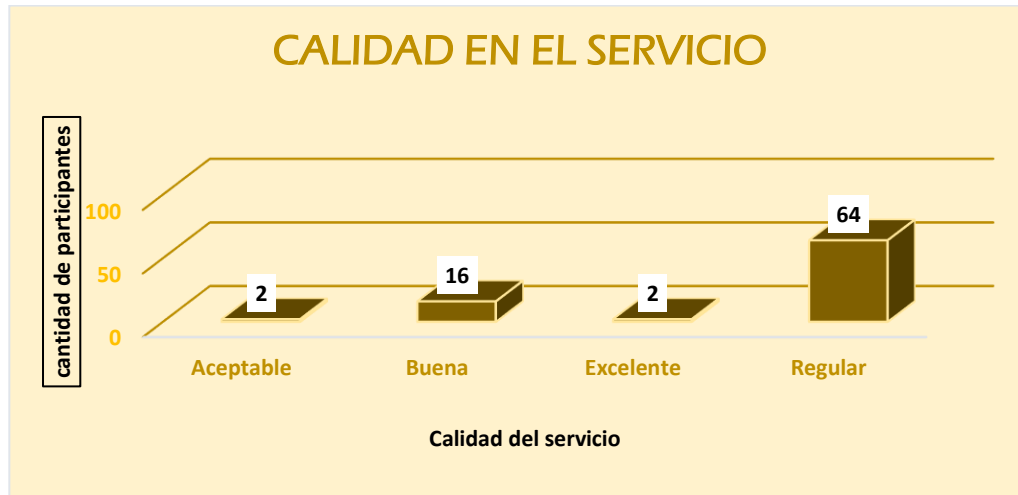 CALIDAD EN EL SERVICIO
cantidad de participantes
100
50
0
2
16
2
64
Aceptable
Buena
Excelente
Regular
Calidad del servicio